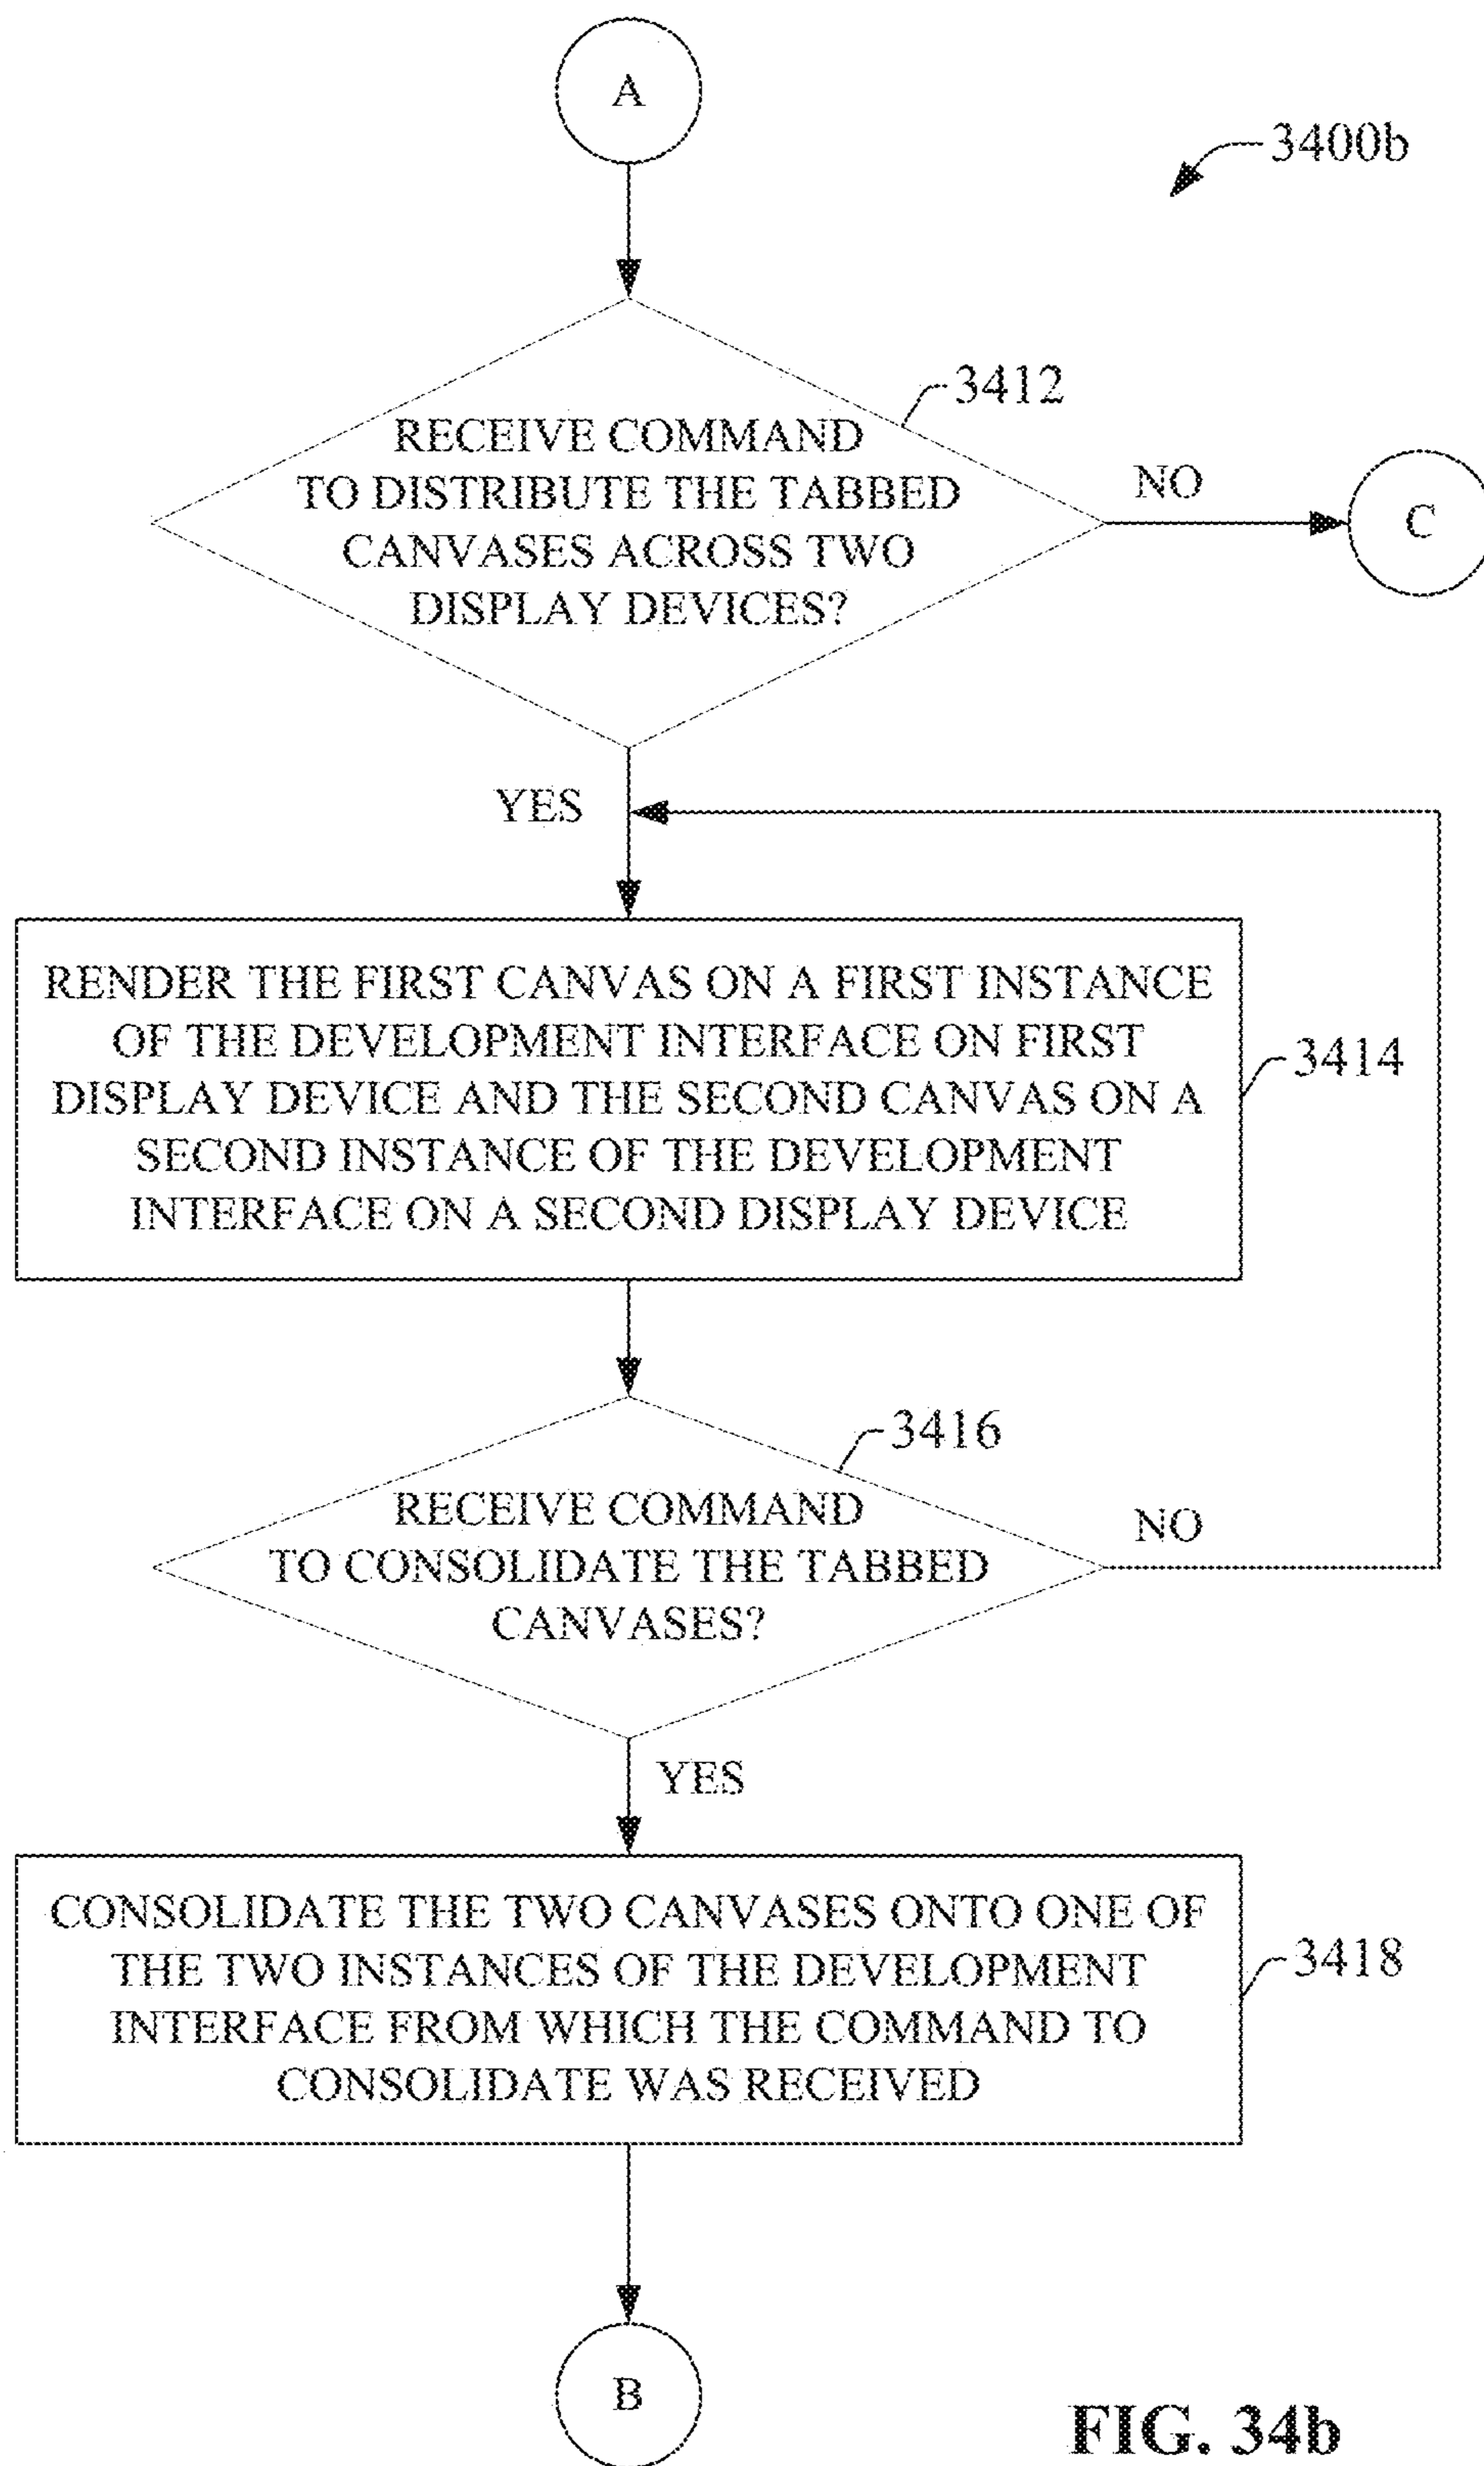 A
3400b
3412
RECEIVE COMMAND
TO DISTRIBUTE THE TABBED
CANVASES ACROSS TWO
DISPLAY DEVICES?
NO
C
YES
RENDER THE FIRST CANVAS ON A FIRST INSTANCE
OF THE DEVELOPMENT INTERFACE ON FIRST
DISPLAY DEVICE AND THE SECOND CANVAS ON A
SECOND INSTANCE OF THE DEVELOPMENT
INTERFACE ON A SECOND DISPLAY DEVICE
3414
3416
RECEIVE COMMAND
TO CONSOLIDATE THE TABBED
CANVASES?
NO
YES
CONSOLIDATE THE TWO CANVASES ONTO ONE OF
THE TWO INSTANCES OF THE DEVELOPMENT
INTERFACE FROM WHICH THE COMMAND TO
CONSOLIDATE WAS RECEIVED
3418
B
FIG. 34b